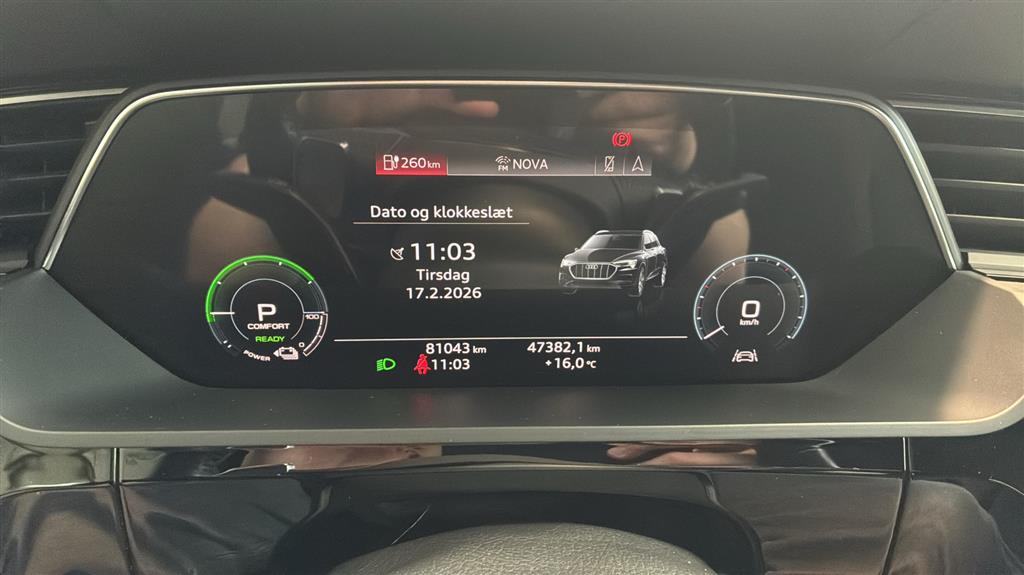 P
260 km
FM NOVA
Dato og klokkeslæt
11:03
Tirsdag
17.2.2026
P
COMFORT
READY
100
0
POWER
0
km/h
81043 km
47382,1 km
11:03
+16,0 °C